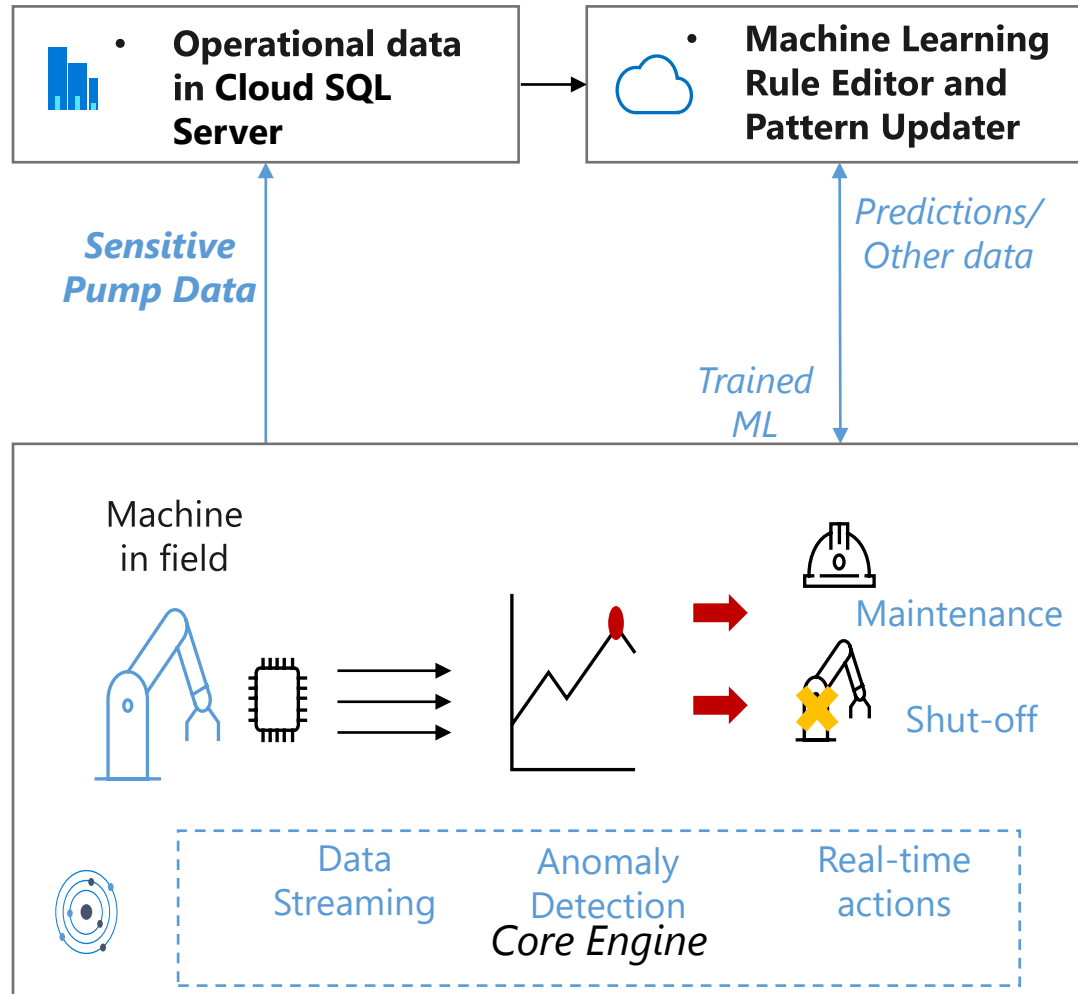 • Operational data
in Cloud SQL
Server
• Machine Learning
Rule Editor and
Pattern Updater
Sensitive
Pump Data
Predictions/
Other data
Trained
ML
Machine
in field
Maintenance
Shut-off
Data
Streaming
Anomaly
Detection
Real-time
actions
Core Engine